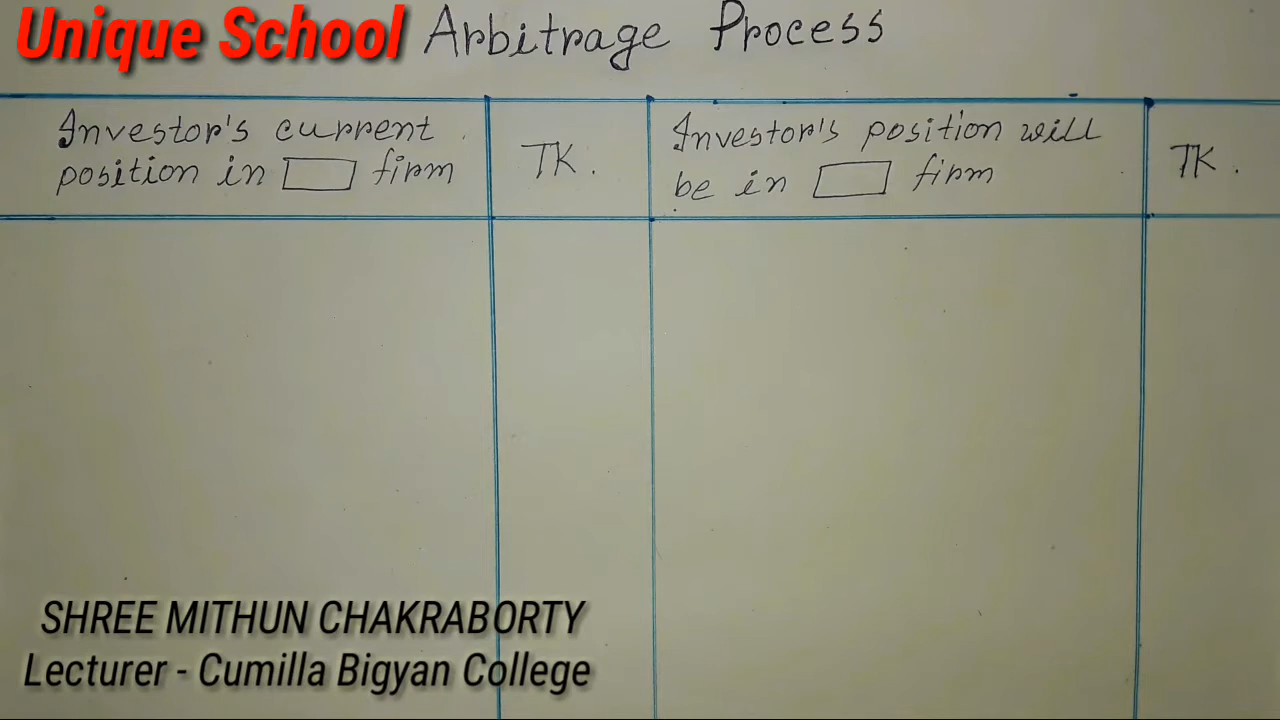 Unique School Arbitrage Process
Investor's current
position in firm
TK.
Investor's position will
be in firm
TK.
SHREE MITHUN CHAKRABORTY
Lecturer - Cumilla Bigyan College